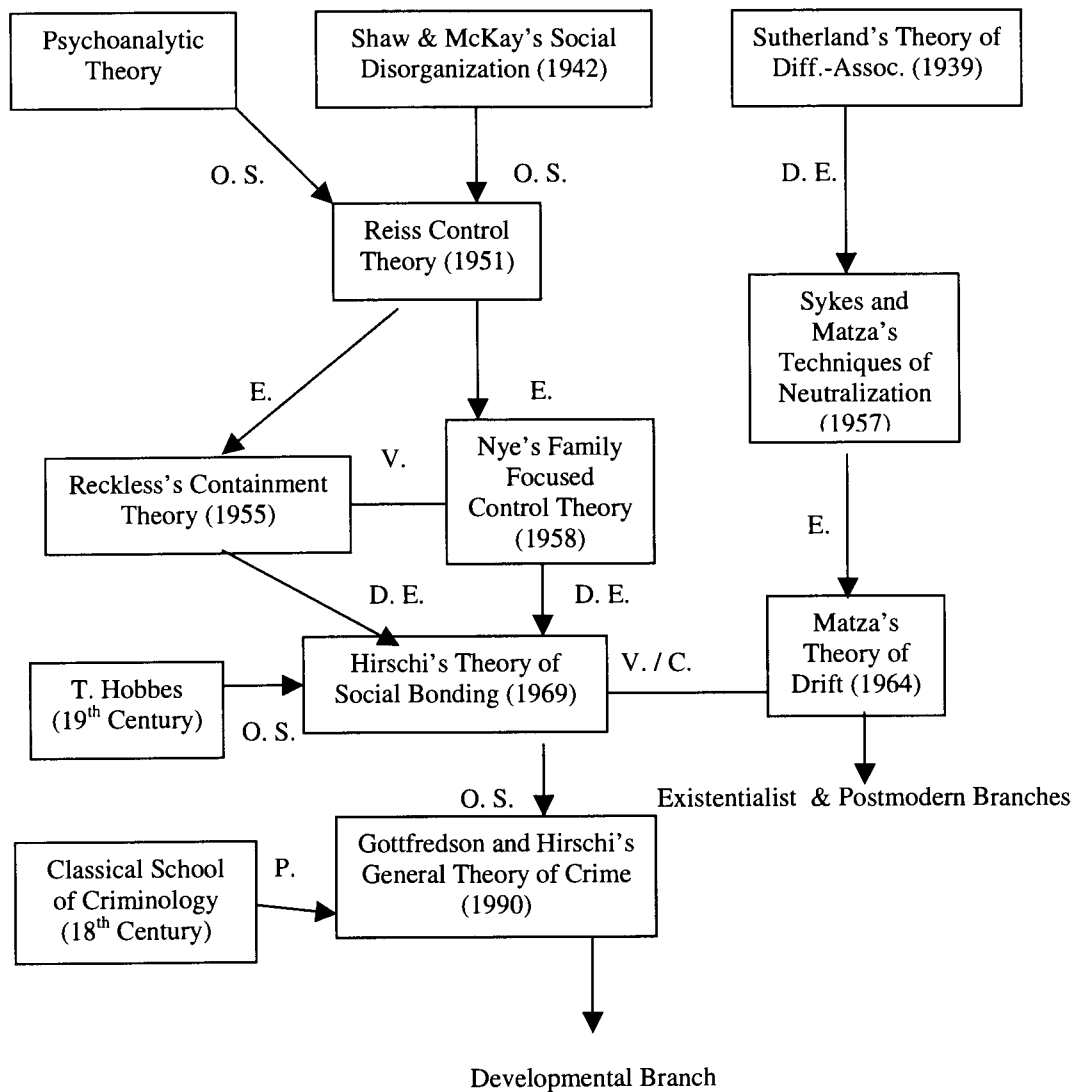 Psychoanalytic
Theory
Shaw & McKay’s Social
Disorganization (1942)
Sutherland’s Theory of
Diff.-Assoc. (1939)
O. S.
O. S.
D. E.
Reiss Control
Theory (1951)
Sykes and
Matza’s
Techniques of
Neutralization
(1957)
E.
E.
Reckless’s Containment
Theory (1955)
V.
Nye’s Family
Focused
Control Theory
(1958)
E.
D. E.
D. E.
T. Hobbes
(19th Century)
O. S.
Hirschi’s Theory of
Social Bonding (1969)
V. / C.
Matza’s
Theory of
Drift (1964)
O. S.
Existentialist & Postmodern Branches
Classical School
of Criminology
(18th Century)
P.
Gottfredson and Hirschi’s
General Theory of Crime
(1990)
Developmental Branch